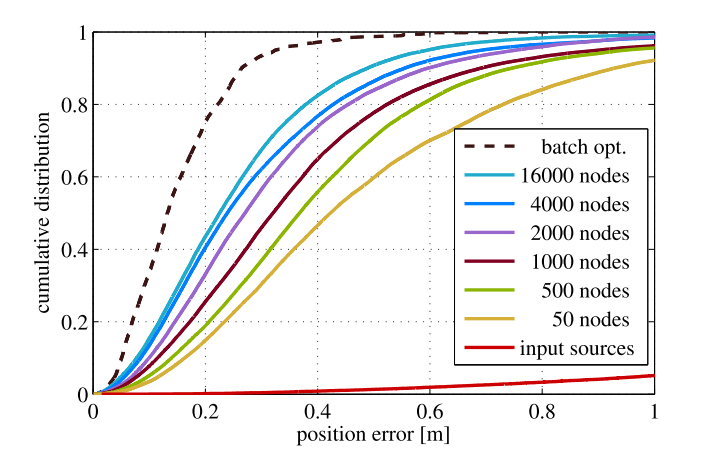 1
0.8
0.6
0.4
0.2
0
cumulative distribution
batch opt.
16000 nodes
4000 nodes
2000 nodes
1000 nodes
500 nodes
50 nodes
input sources
0 0.2 0.4 0.6 0.8 1
position error [m]